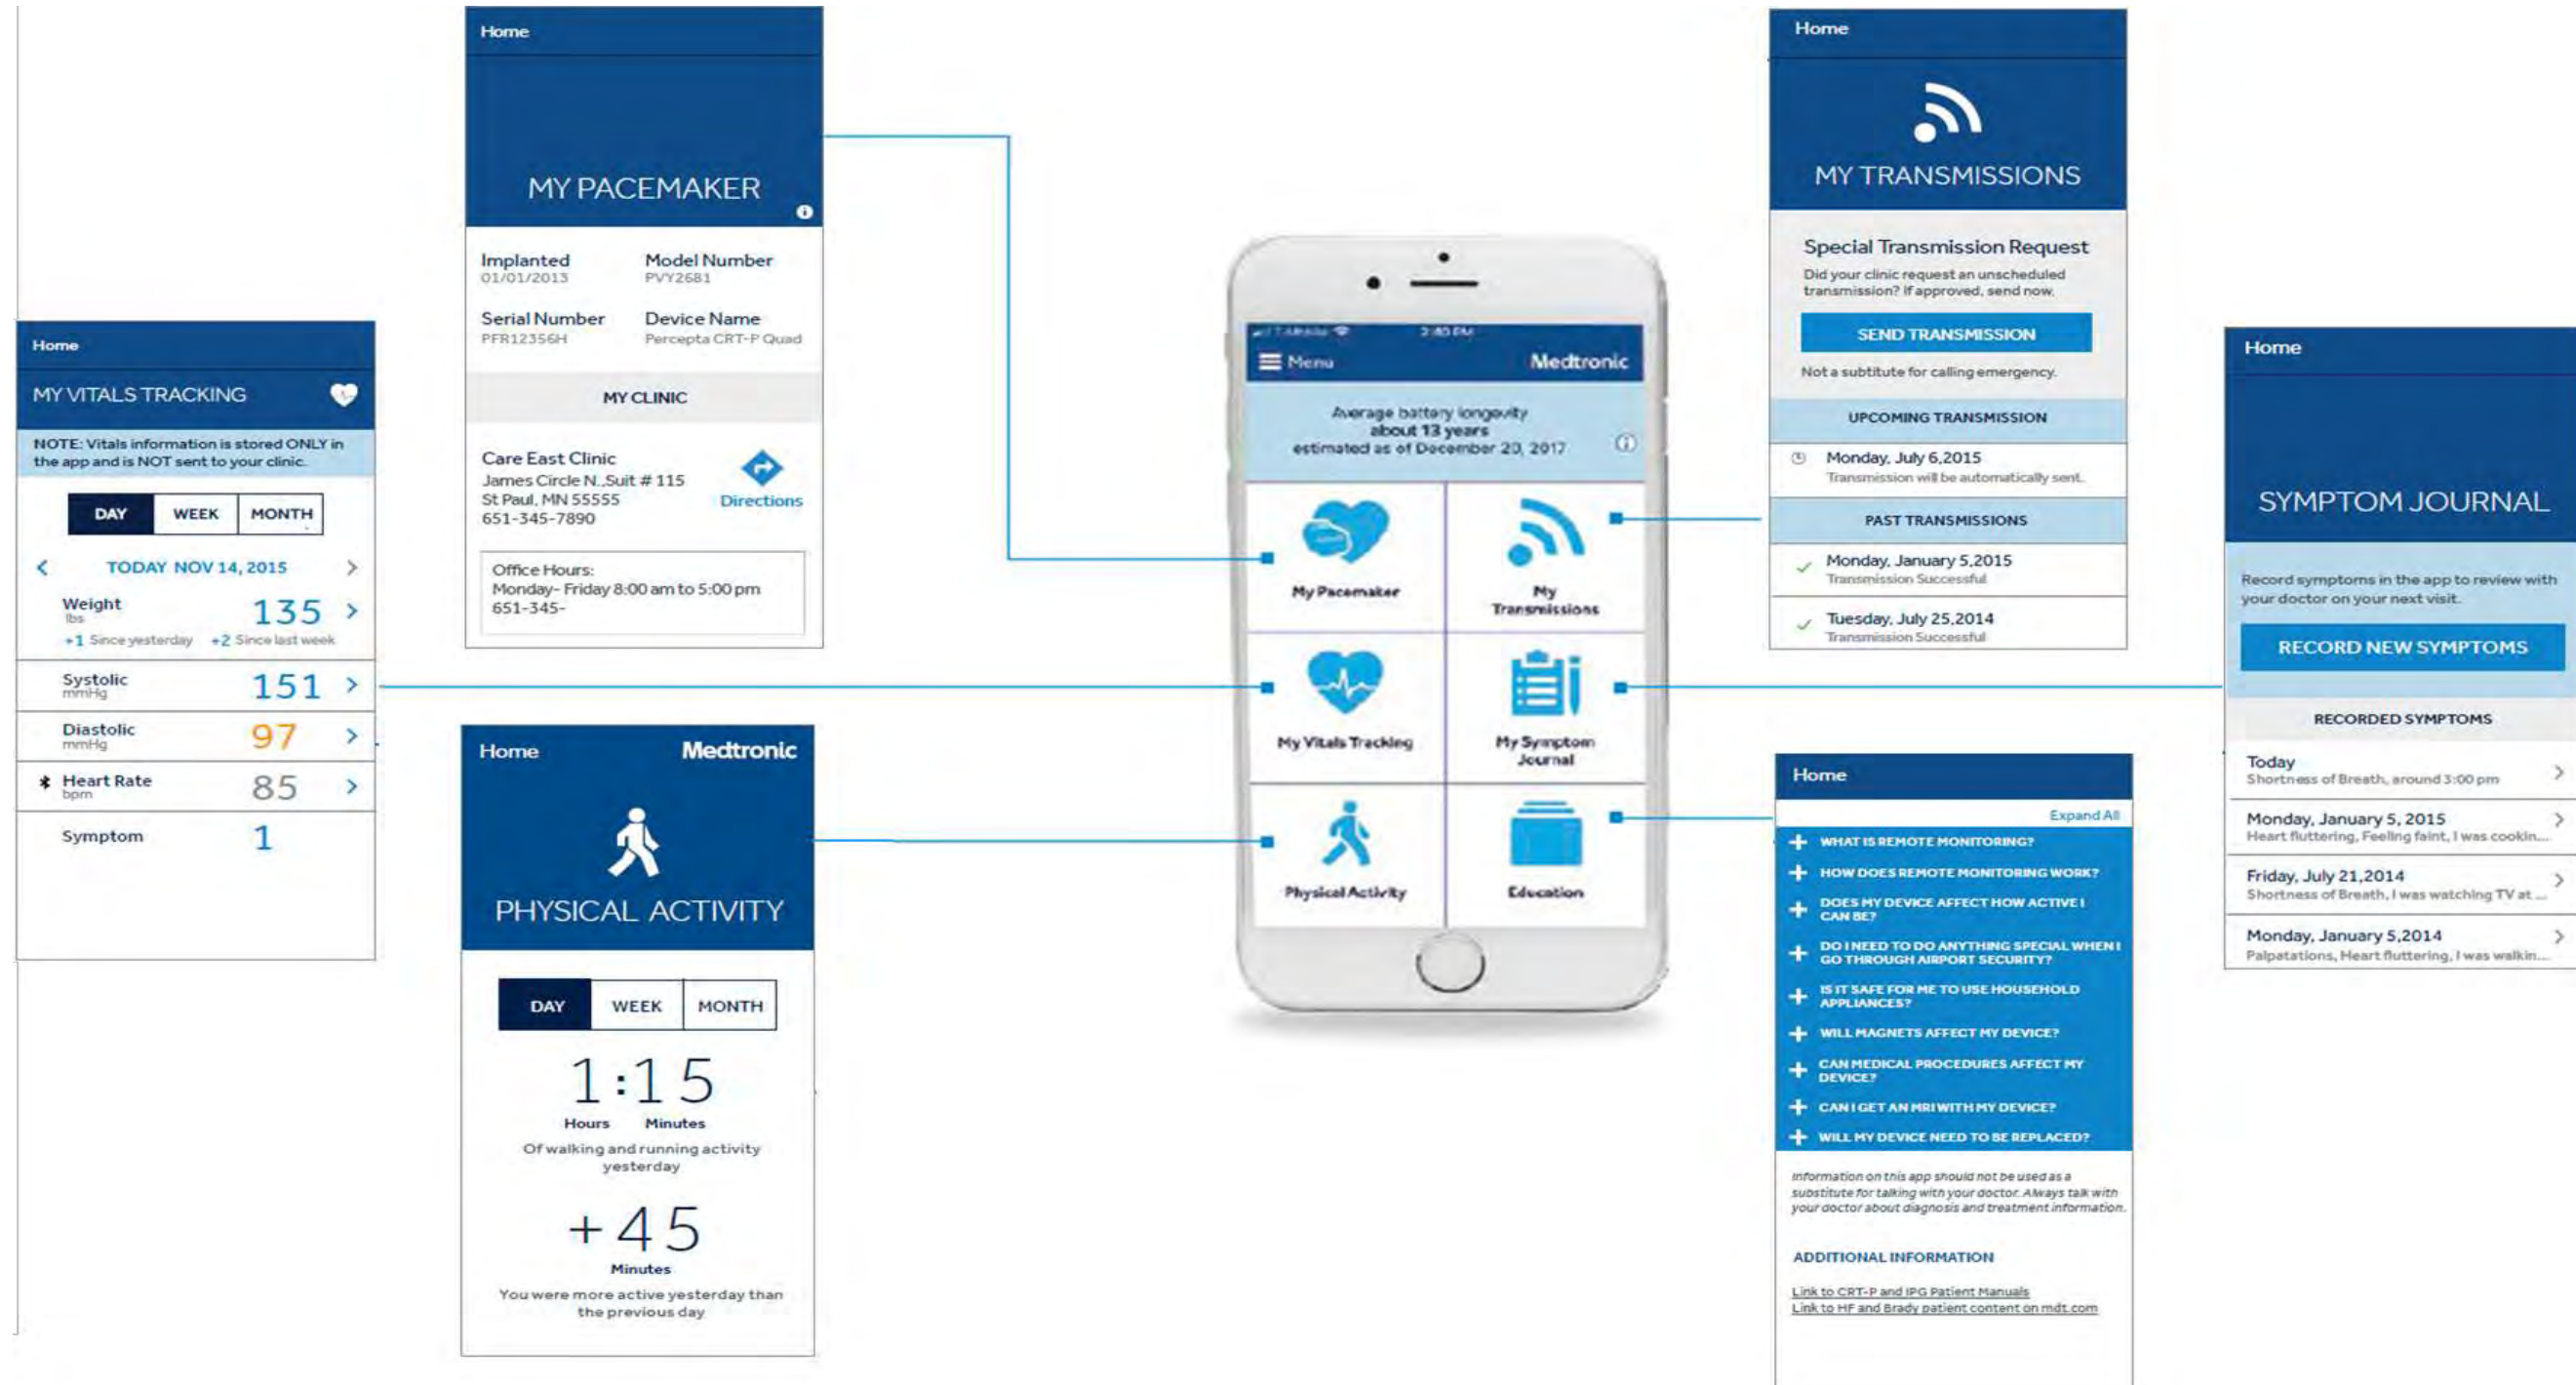 Home
MY VITALS TRACKING
NOTE: Vitals information is stored ONLY in
the app and is NOT sent to your clinic.
DAY WEEK MONTH
< TODAY NOV 14, 2015 >
Weight 135 >
lbs
+1 Since yesterday +2 Since last week
Systolic 151 >
mmHg
Diastolic 97 >
mmHg
Heart Rate 85 >
bpm
Symptom 1
Home
MY PACEMAKER
Implanted Model Number
01/01/2013 PVY2681
Serial Number Device Name
PFR12356H Percepta CRT-P Quad
MY CLINIC
Care East Clinic
James Circle N.,Suit # 115
St Paul, MN 55555
651-345-7890
Directions
Office Hours:
Monday- Friday 8:00 am to 5:00 pm
651-345-
Home Medtronic
PHYSICAL ACTIVITY
DAY WEEK MONTH
1:15
Hours Minutes
Of walking and running activity
yesterday
+45
Minutes
You were more active yesterday than
the previous day
2:40 PM
Menu Medtronic
Average battery longevity
about 13 years
estimated as of December 20, 2017
My Pacemaker
My
Transmissions
My Vitals Tracking
My Symptom
Journal
Physical Activity
Education
Home
MY TRANSMISSIONS
Special Transmission Request
Did your clinic request an unscheduled
transmission? If approved, send now.
SEND TRANSMISSION
Not a subtitute for calling emergency.
UPCOMING TRANSMISSION
Monday, July 6,2015
Transmission will be automatically sent.
PAST TRANSMISSIONS
Monday, January 5,2015
Transmission Successful
Tuesday, July 25,2014
Transmission Successful
Home
Expand All
+ WHAT IS REMOTE MONITORING?
+ HOW DOES REMOTE MONITORING WORK?
+ DOES MY DEVICE AFFECT HOW ACTIVE I
CAN BE?
+ DO I NEED TO DO ANYTHING SPECIAL WHEN I
GO THROUGH AIRPORT SECURITY?
+ IS IT SAFE FOR ME TO USE HOUSEHOLD
APPLIANCES?
+ WILL MAGNETS AFFECT MY DEVICE?
+ CAN MEDICAL PROCEDURES AFFECT MY
DEVICE?
+ CAN I GET AN MRI WITH MY DEVICE?
+ WILL MY DEVICE NEED TO BE REPLACED?
Information on this app should not be used as a
substitute for talking with your doctor. Always talk with
your doctor about diagnosis and treatment information.
ADDITIONAL INFORMATION
Link to CRT-P and IPG Patient Manuals
Link to HF and Brady patient content on mdt.com
Home
SYMPTOM JOURNAL
Record symptoms in the app to review with
your doctor on your next visit.
RECORD NEW SYMPTOMS
RECORDED SYMPTOMS
Today
Shortness of Breath, around 3:00 pm >
Monday, January 5, 2015
Heart fluttering, Feeling faint, I was cookin... >
Friday, July 21,2014
Shortness of Breath, I was watching TV at ... >
Monday, January 5,2014
Palpatations, Heart fluttering, I was walkin... >